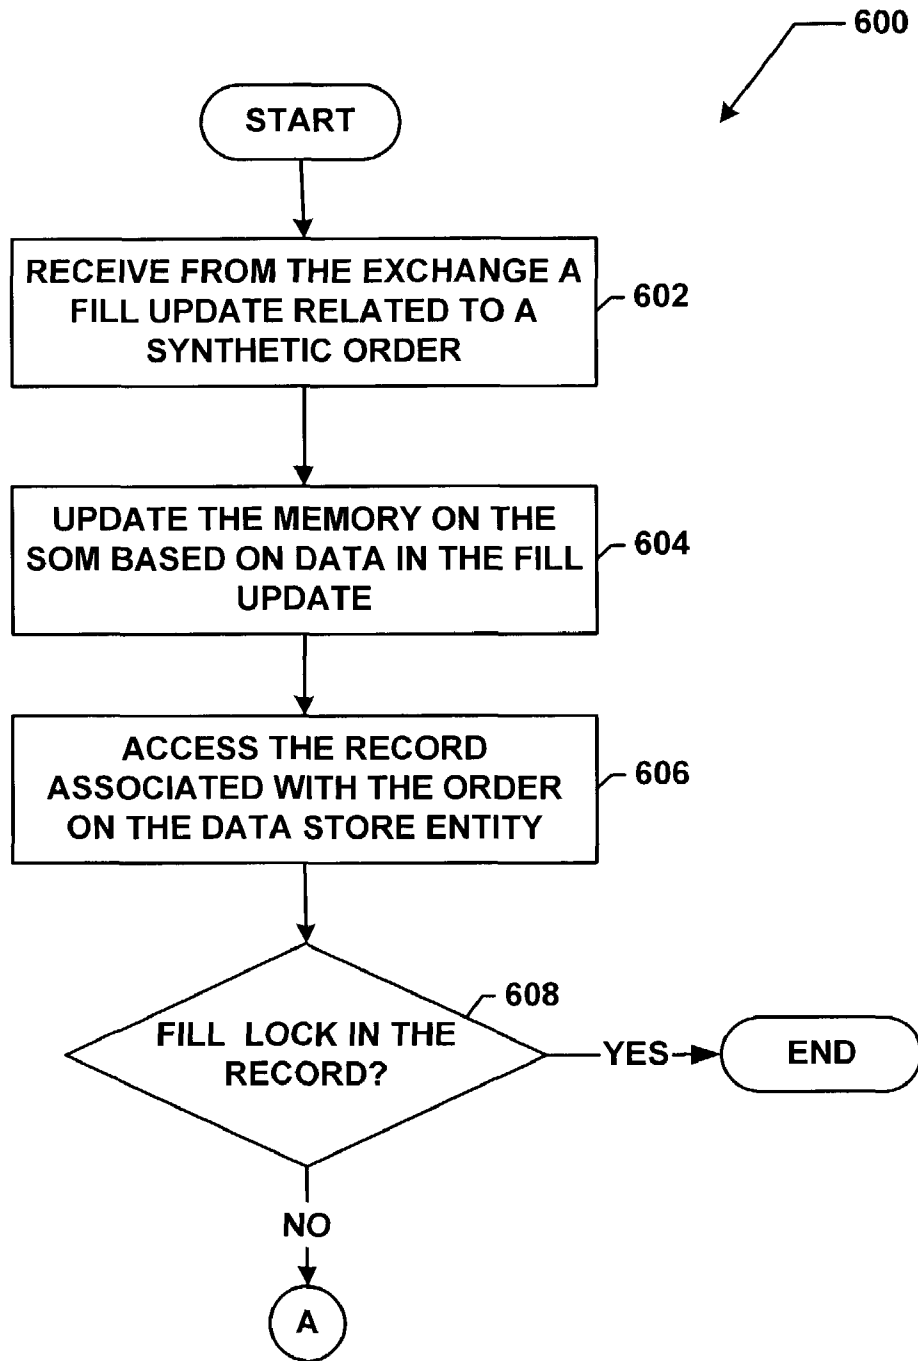 600
START
RECEIVE FROM THE EXCHANGE A
FILL UPDATE RELATED TO A
SYNTHETIC ORDER
602
UPDATE THE MEMORY ON THE
SOM BASED ON DATA IN THE FILL
UPDATE
604
ACCESS THE RECORD
ASSOCIATED WITH THE ORDER
ON THE DATA STORE ENTITY
606
608
FILL LOCK IN THE
RECORD?
YES
END
NO
A